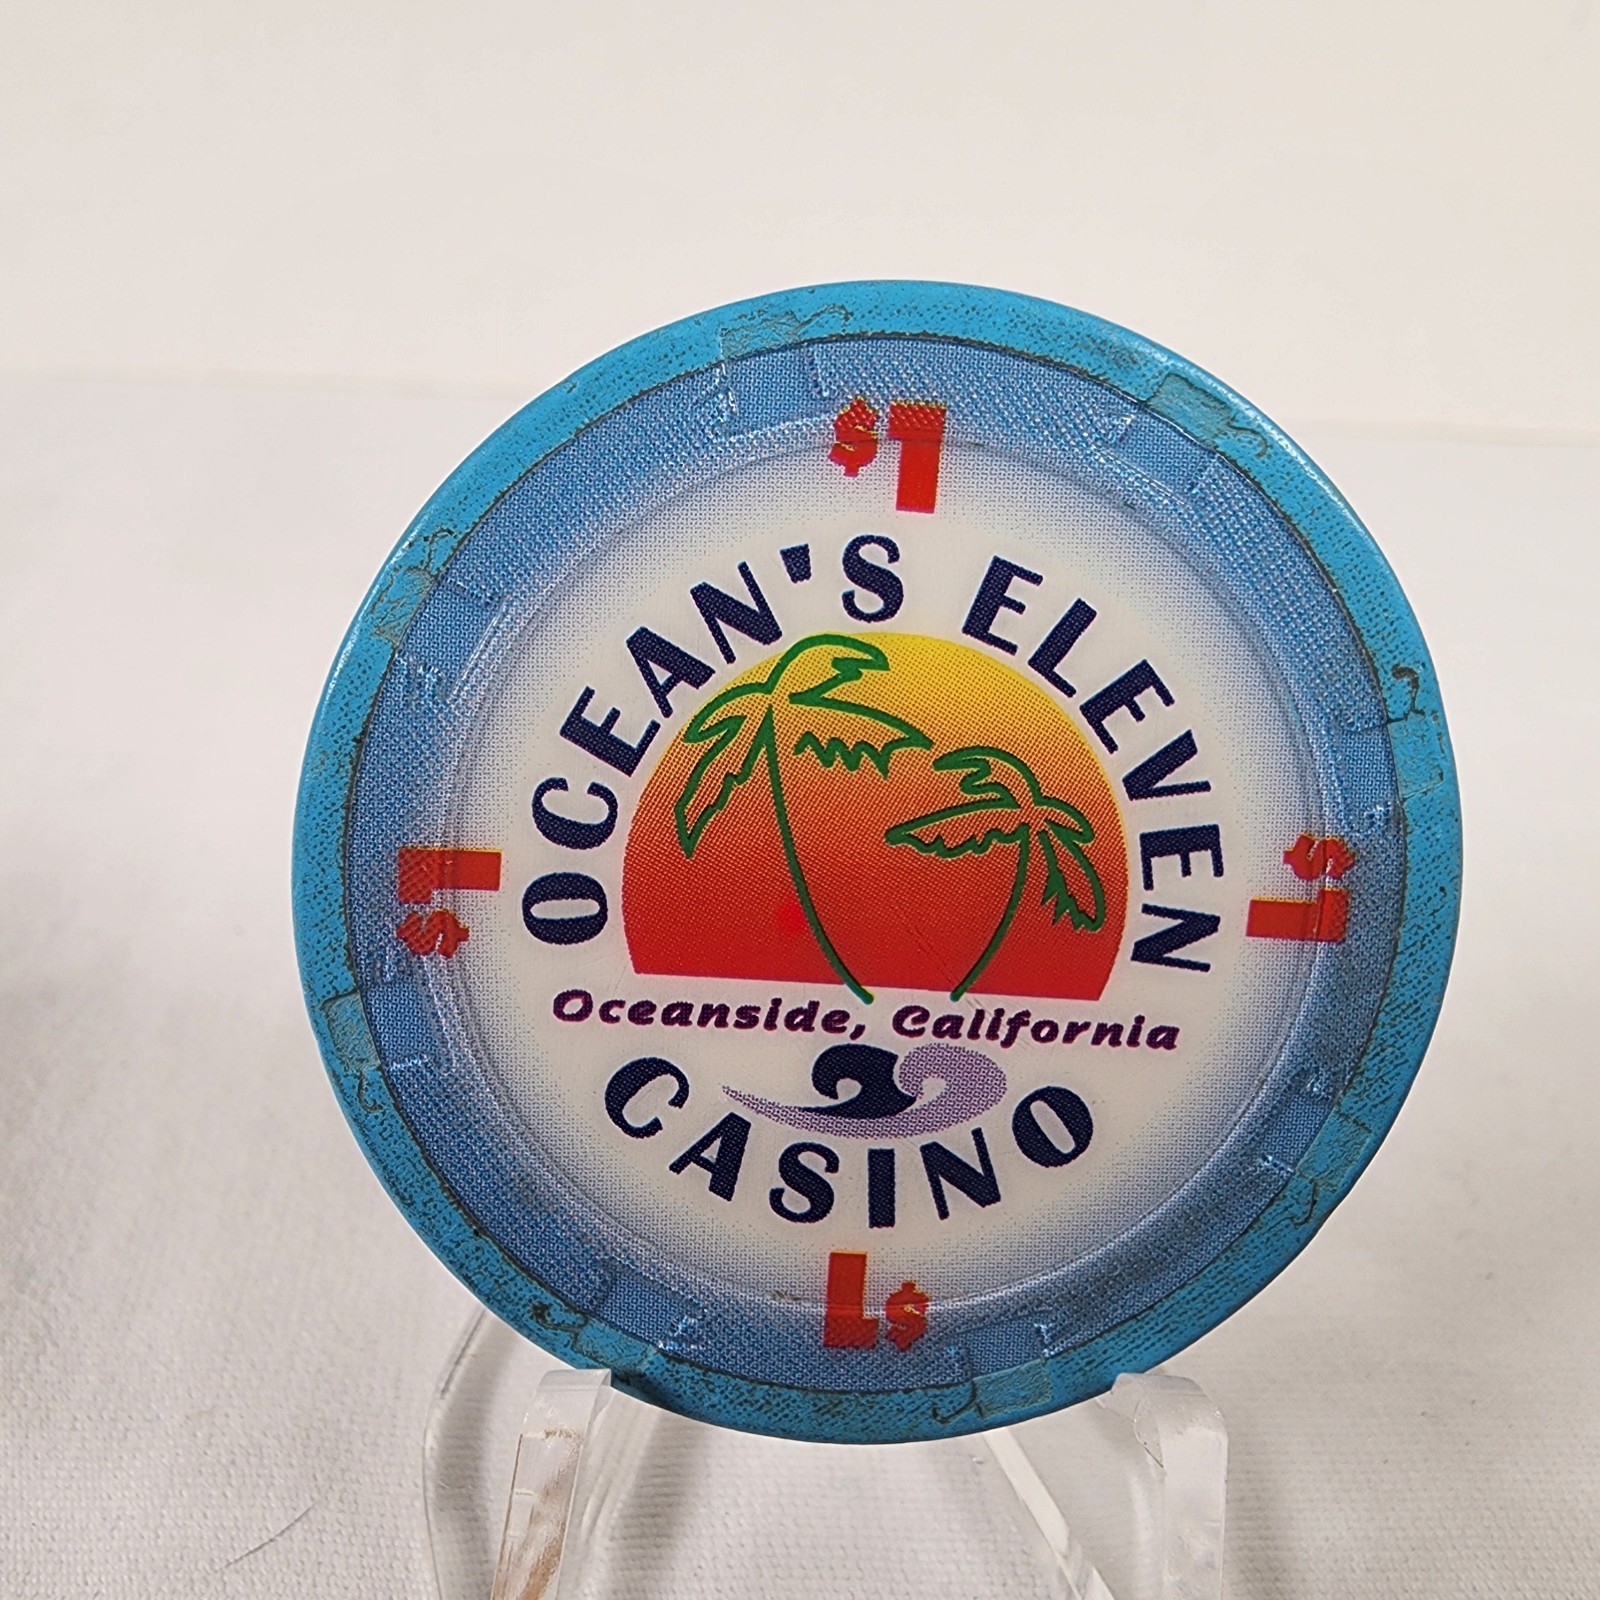 $1
OCEAN'S ELEVEN
$1
$1
Oceanside, California
CASINO
$1